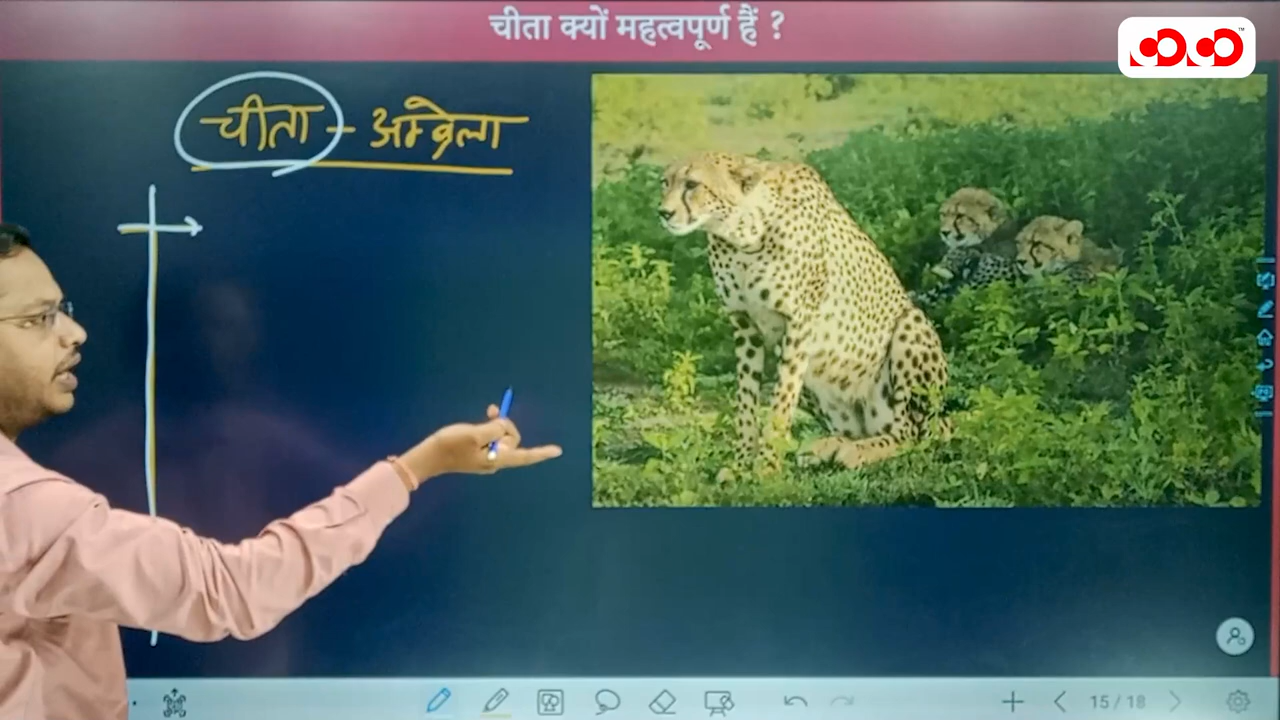 चीता क्यों महत्वपूर्ण हैं ?
चीता - अम्ब्रेला
15 / 18